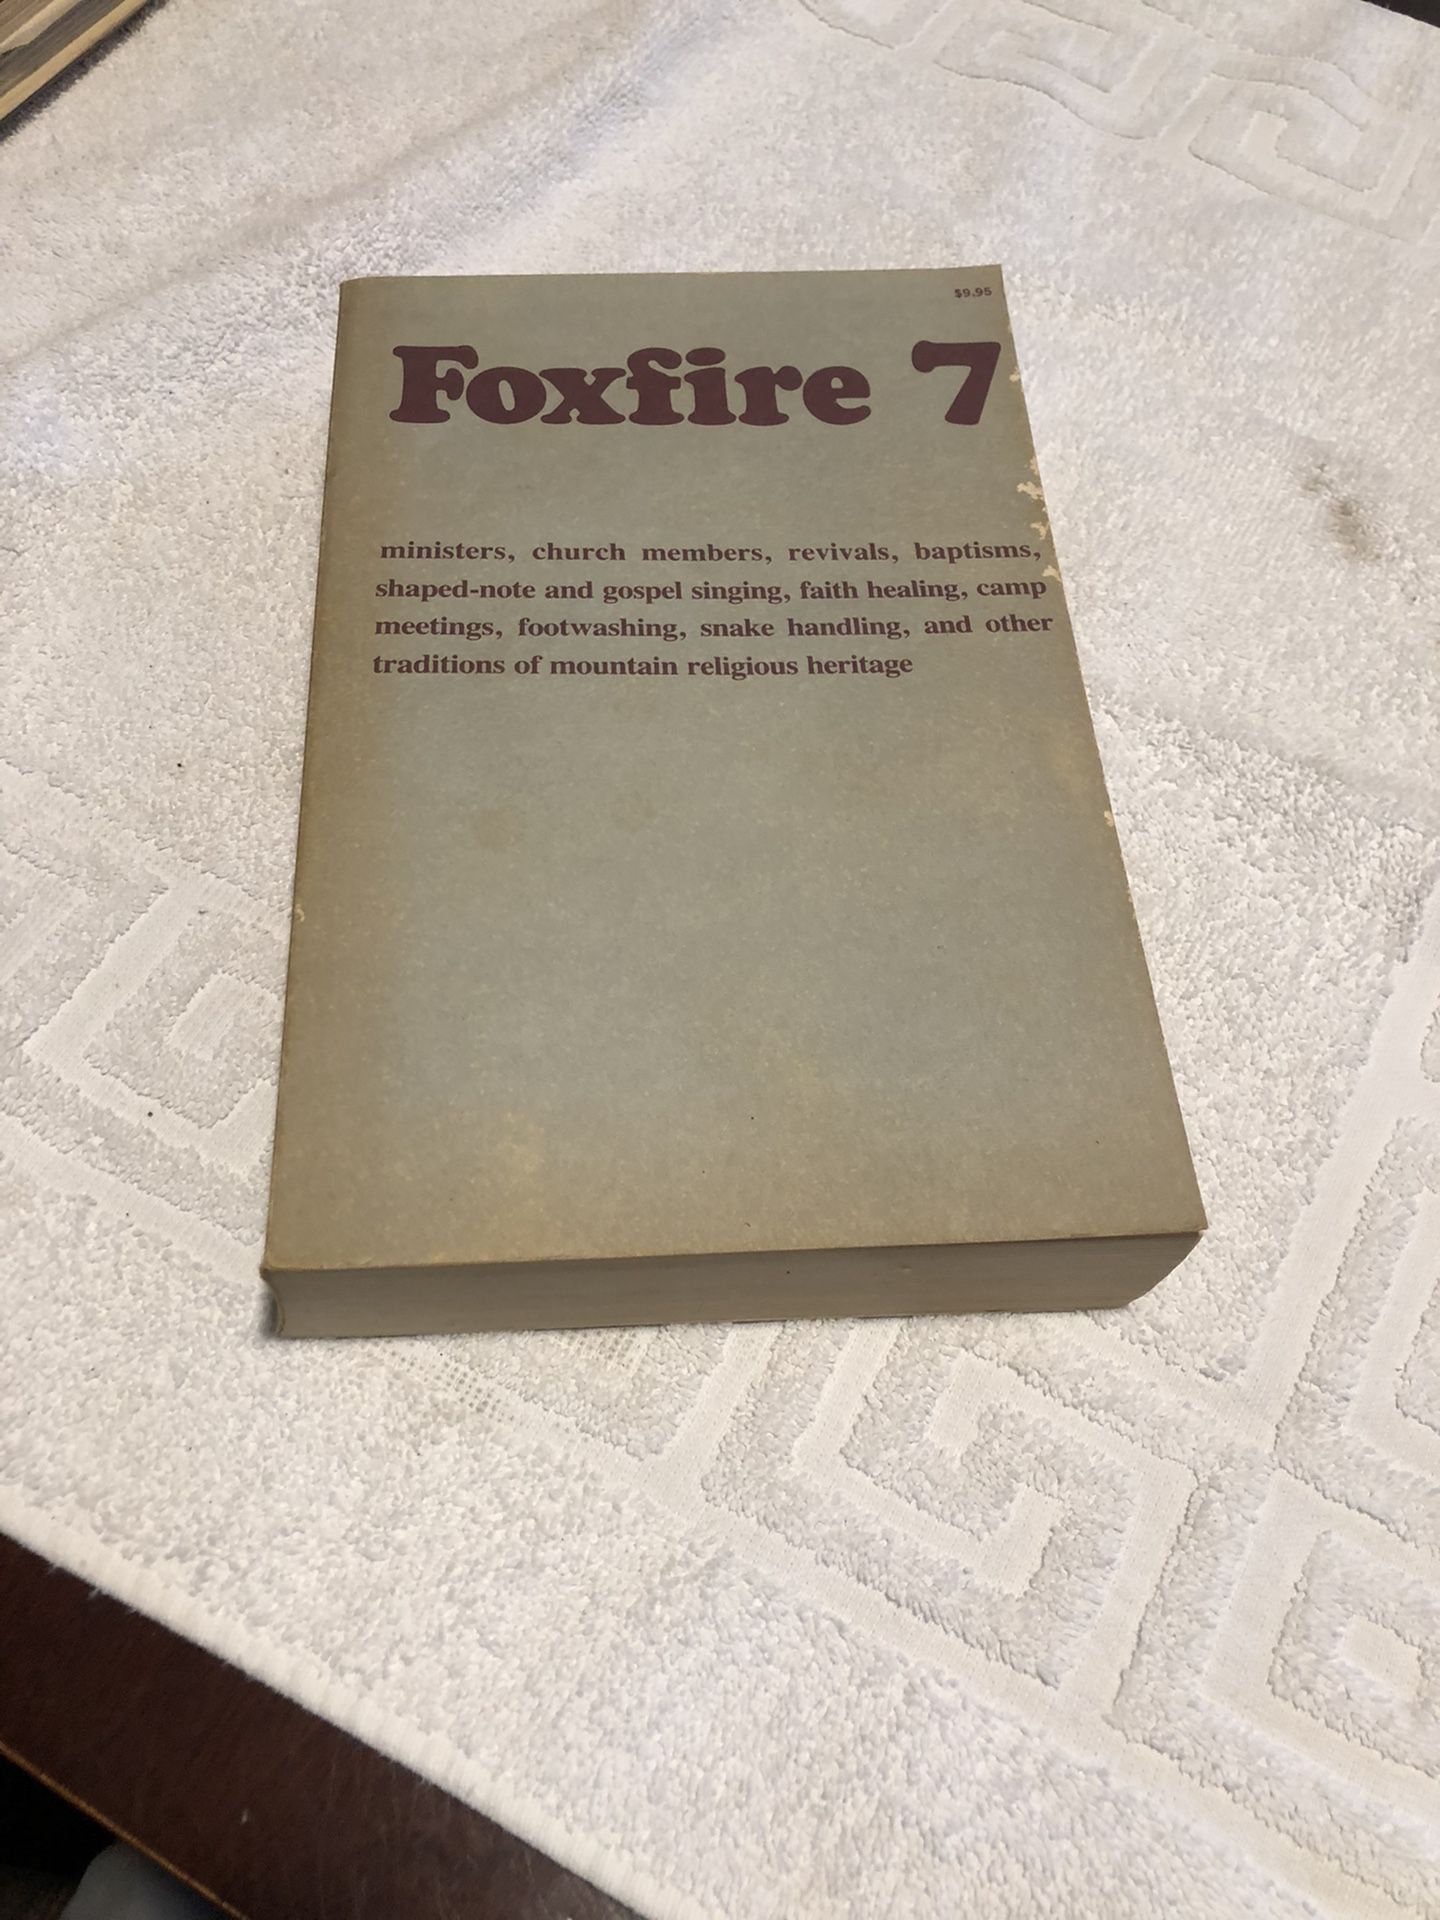 $9.95
Foxfire 7
ministers, church members, revivals, baptisms,
shaped-note and gospel singing, faith healing, camp
meetings, footwashing, snake handling, and other
traditions of mountain religious heritage